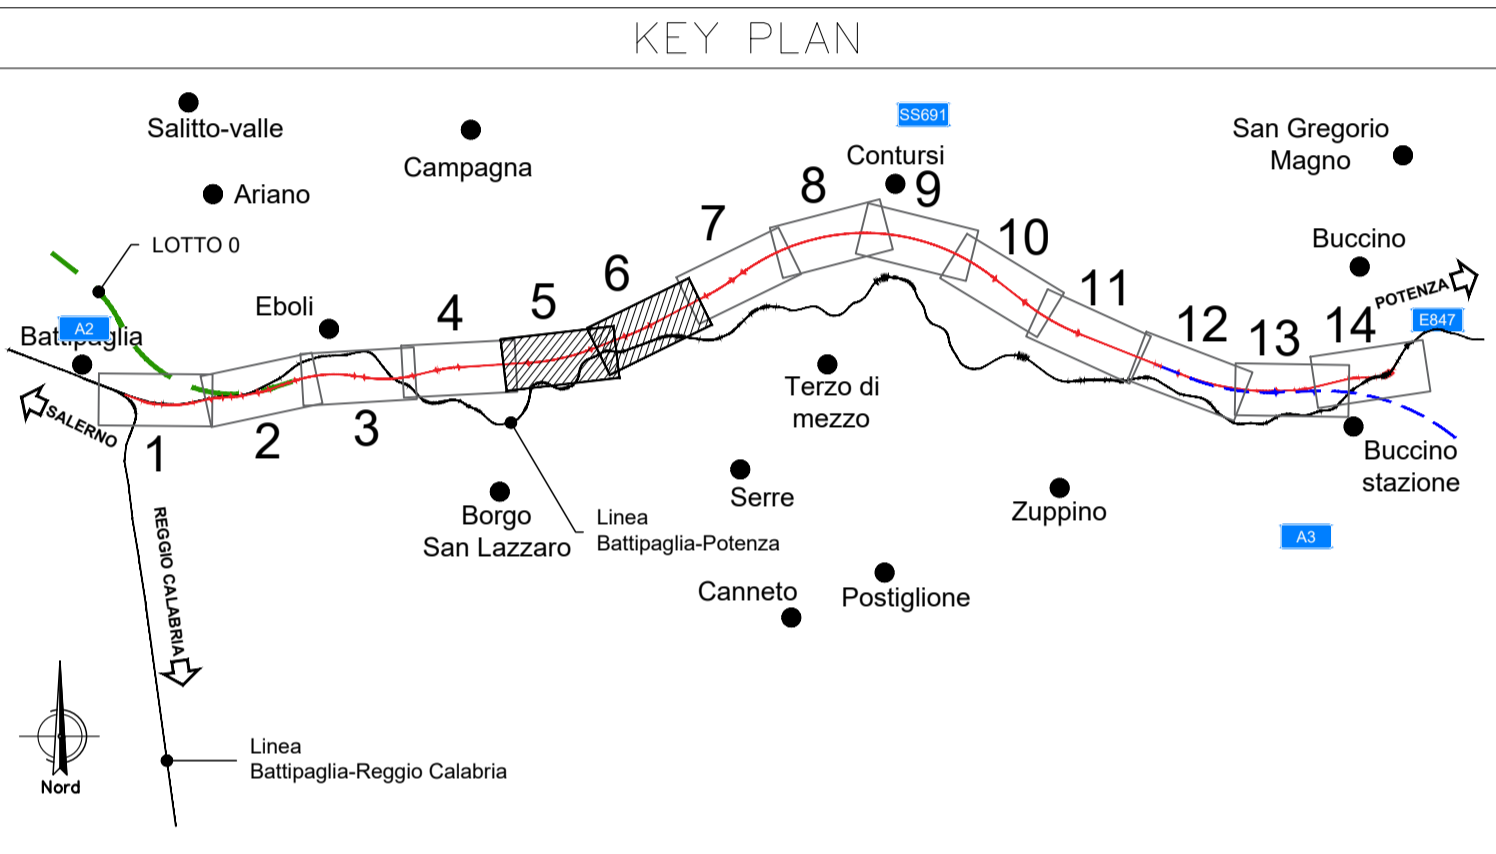 KEY PLAN
Salitto-valle
Campagna
SS691
Contursi
San Gregorio
Magno
Ariano
LOTTO 0
Eboli
Battipaglia
A2
4
5
6
7
8
9
10
11
12
13
14
Buccino
POTENZA
E847
SALERNO
1
2
3
REGGIO CALABRIA
Borgo
San Lazzaro
Linea
Battipaglia-Potenza
Terzo di
mezzo
Serre
Canneto
Postiglione
Zuppino
Buccino
stazione
A3
Nord
Linea
Battipaglia-Reggio Calabria